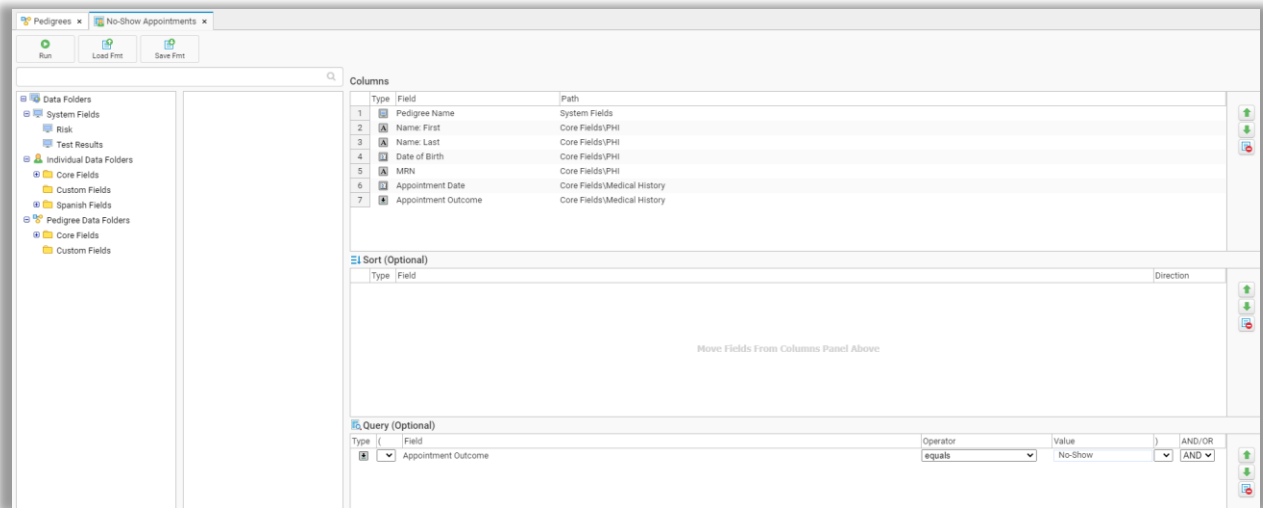 Pedigrees x No-Show Appointments x
Run Load Fmt Save Fmt
Data Folders
System Fields
Risk
Test Results
Individual Data Folders
Core Fields
Custom Fields
Spanish Fields
Pedigree Data Folders
Core Fields
Custom Fields
Columns
Type Field Path
1 Pedigree Name System Fields
2 A Name: First Core Fields\PHI
3 A Name: Last Core Fields\PHI
4 Date of Birth Core Fields\PHI
5 A MRN Core Fields\PHI
6 Appointment Date Core Fields\Medical History
7 Appointment Outcome Core Fields\Medical History
Sort (Optional)
Type Field Direction
Move Fields From Columns Panel Above
Query (Optional)
Type ( Field Operator Value ) AND/OR
Appointment Outcome equals No-Show AND